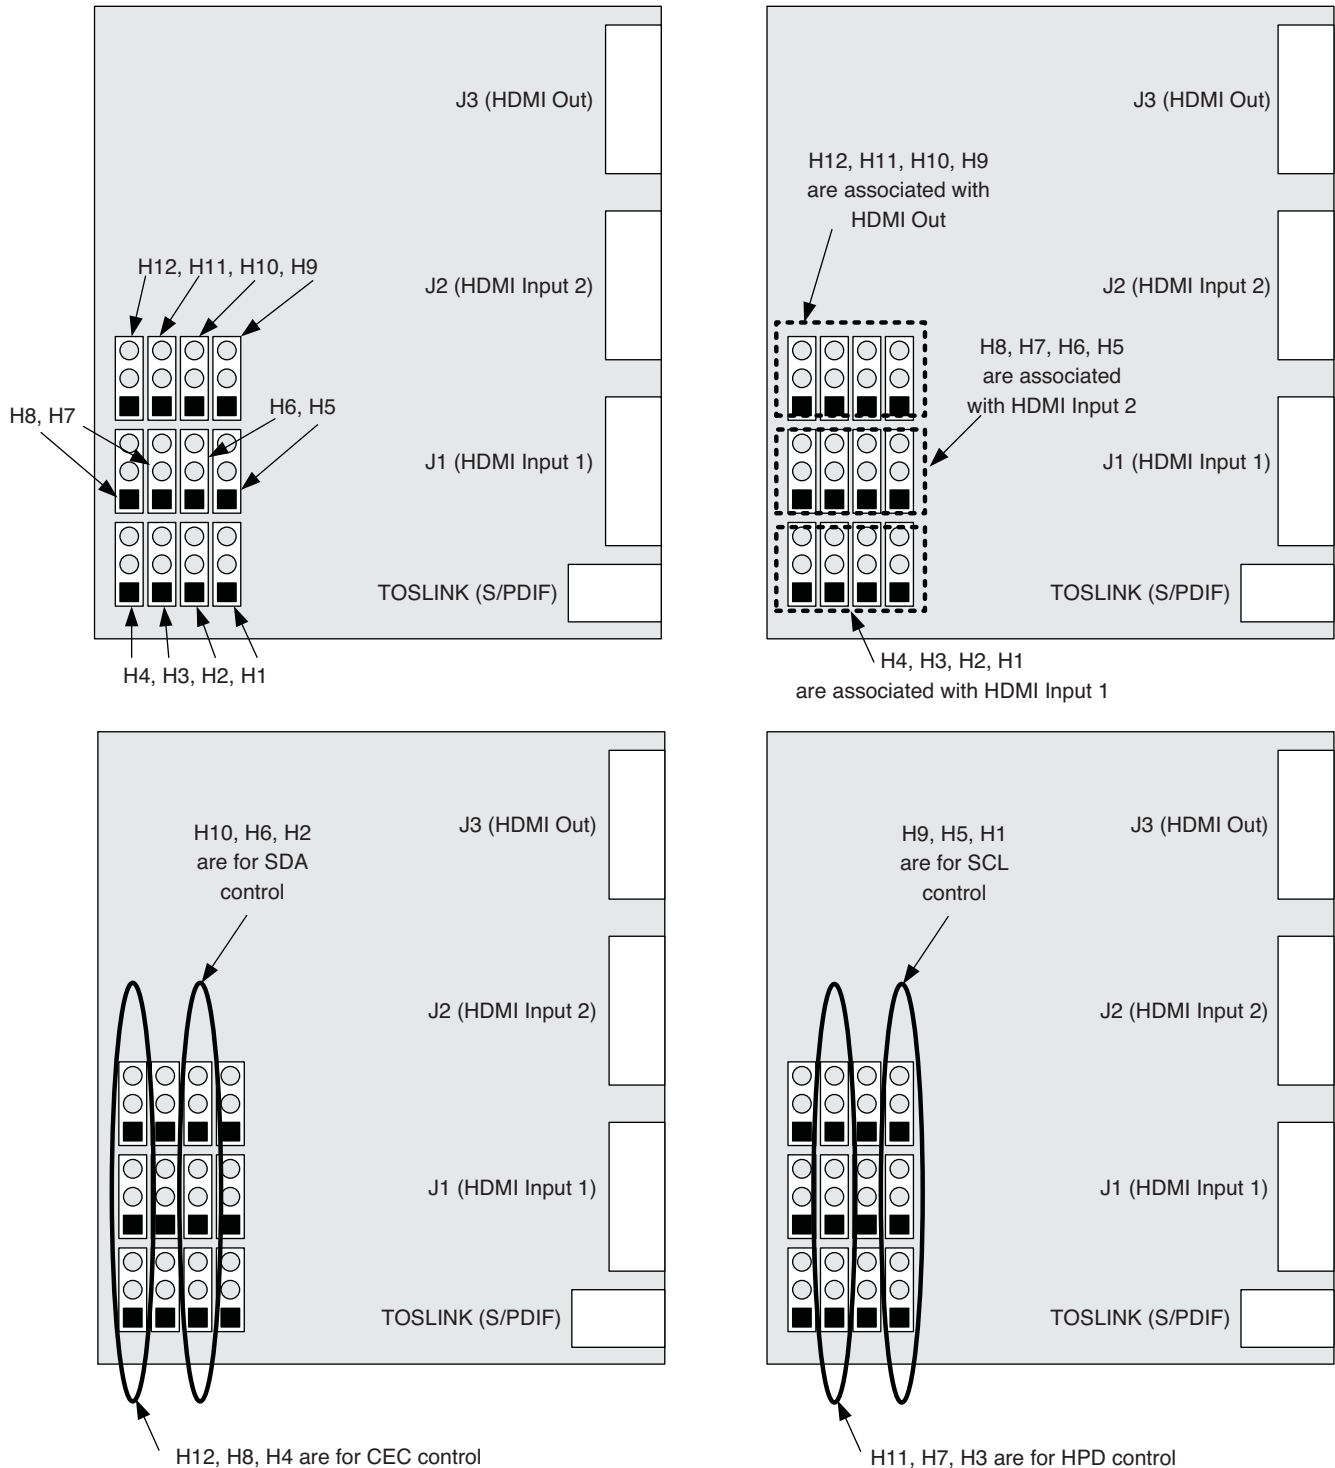 J3 (HDMI Out)
H12, H11, H10, H9
J2 (HDMI Input 2)
H8, H7
H6, H5
J1 (HDMI Input 1)
TOSLINK (S/PDIF)
H4, H3, H2, H1
J3 (HDMI Out)
H12, H11, H10, H9
are associated with
HDMI Out
J2 (HDMI Input 2)
H8, H7, H6, H5
are associated
with HDMI Input 2
J1 (HDMI Input 1)
TOSLINK (S/PDIF)
H4, H3, H2, H1
are associated with HDMI Input 1
J3 (HDMI Out)
H10, H6, H2
are for SDA
control
J2 (HDMI Input 2)
J1 (HDMI Input 1)
TOSLINK (S/PDIF)
H12, H8, H4 are for CEC control
J3 (HDMI Out)
H9, H5, H1
are for SCL
control
J2 (HDMI Input 2)
J1 (HDMI Input 1)
TOSLINK (S/PDIF)
H11, H7, H3 are for HPD control